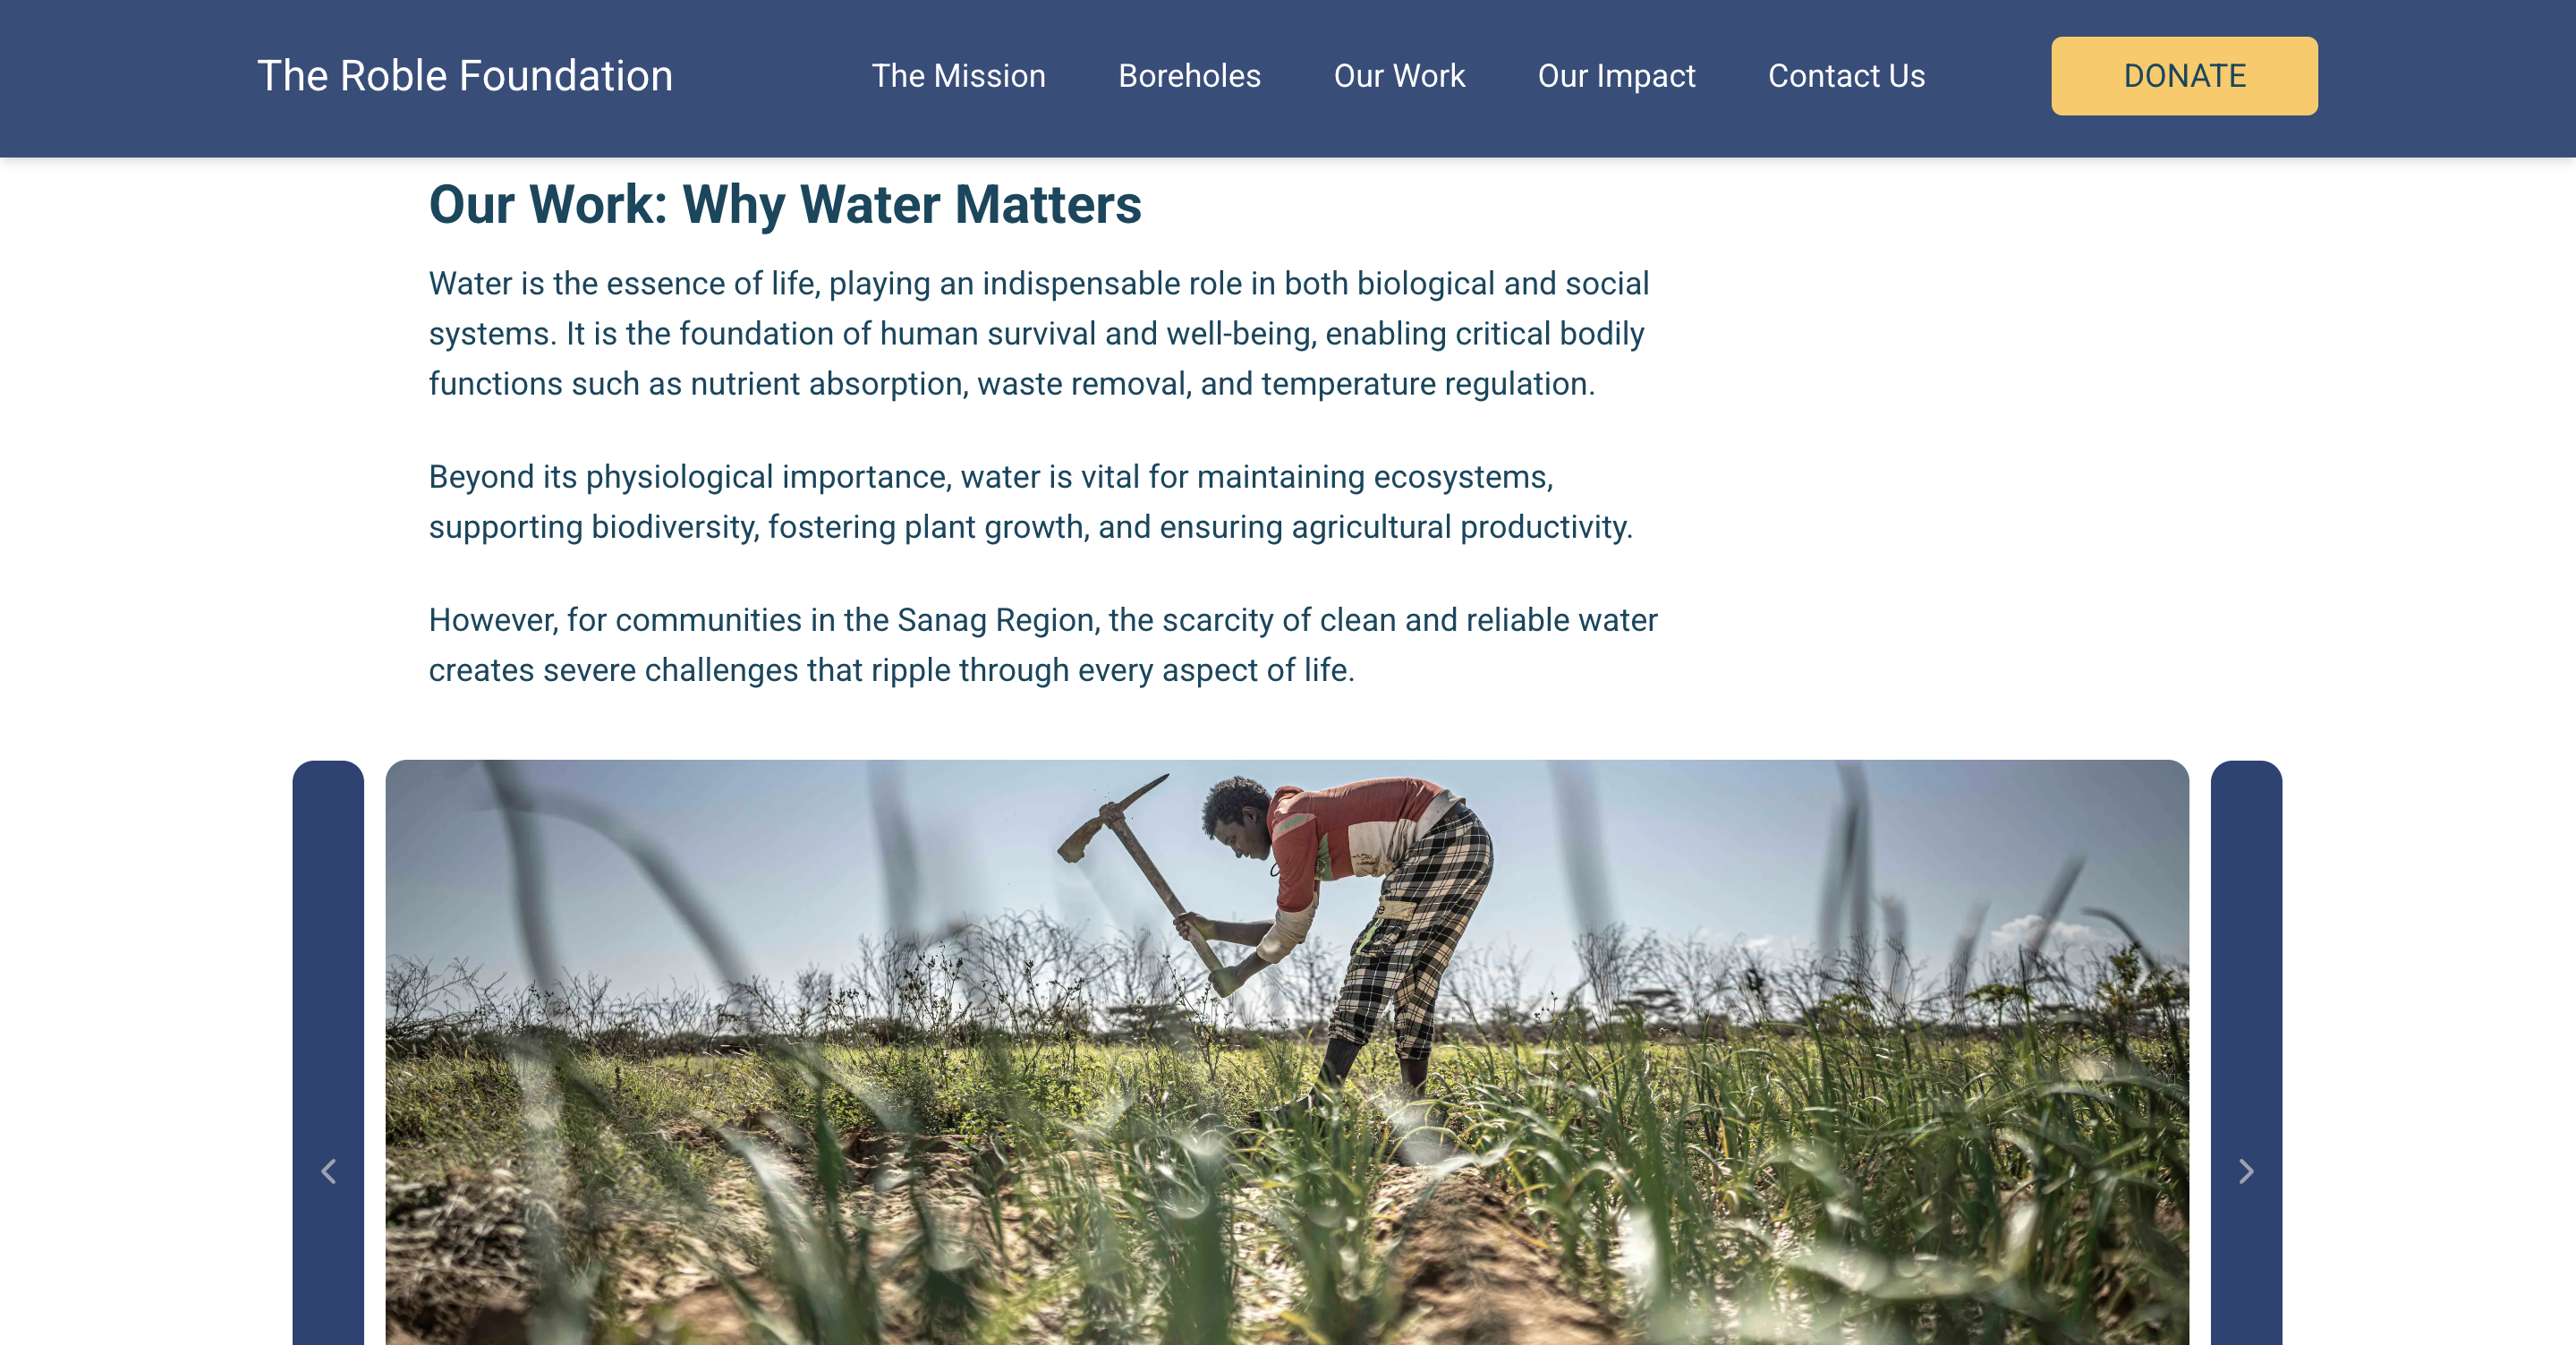 The Roble Foundation
The Mission
Boreholes
Our Work
Our Impact
Contact Us
DONATE
Our Work: Why Water Matters
Water is the essence of life, playing an indispensable role in both biological and social
systems. It is the foundation of human survival and well-being, enabling critical bodily
functions such as nutrient absorption, waste removal, and temperature regulation.
Beyond its physiological importance, water is vital for maintaining ecosystems,
supporting biodiversity, fostering plant growth, and ensuring agricultural productivity.
However, for communities in the Sanag Region, the scarcity of clean and reliable water
creates severe challenges that ripple through every aspect of life.